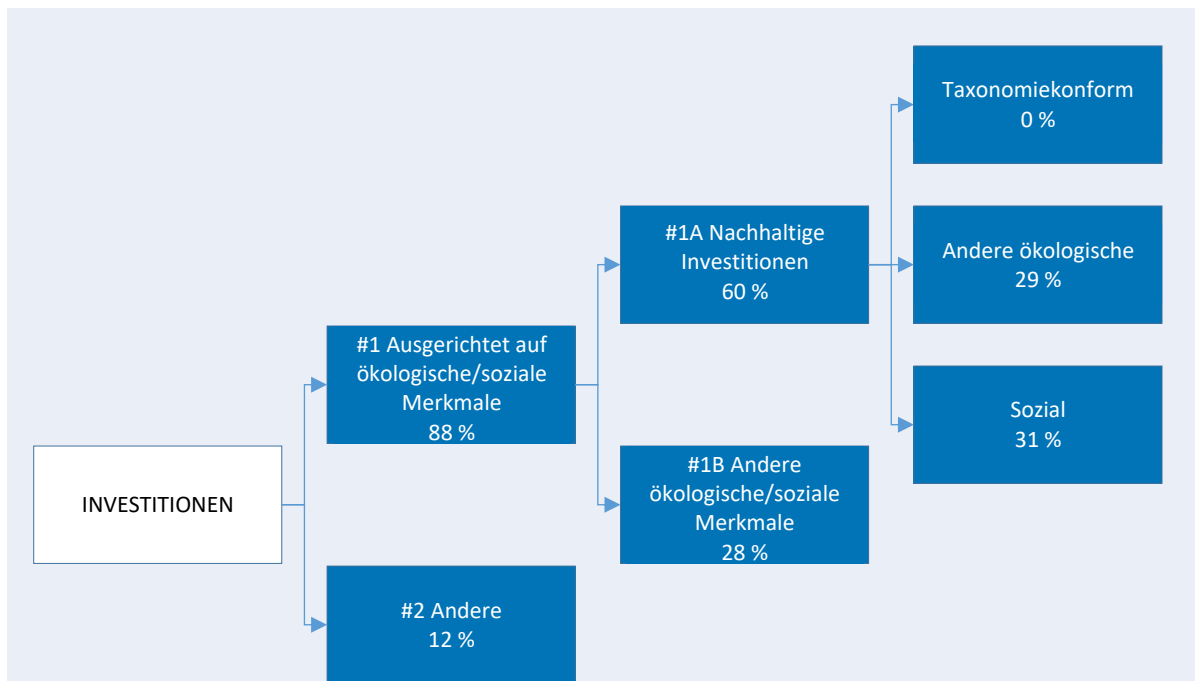 INVESTITIONEN
#1 Ausgerichtet auf
ökologische/soziale
Merkmale
88 %
#2 Andere
12 %
#1A Nachhaltige
Investitionen
60 %
#1B Andere
ökologische/soziale
Merkmale
28 %
Taxonomiekonform
0 %
Andere ökologische
29 %
Sozial
31 %